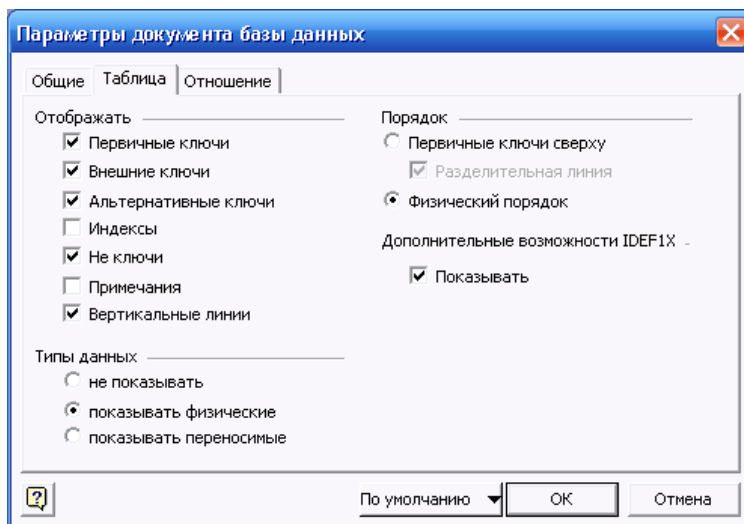 Параметры документа базы данных
Общие
Таблица
Отношение
Отображать
Первичные ключи
Внешние ключи
Альтернативные ключи
Индексы
Не ключи
Примечания
Вертикальные линии
Типы данных
не показывать
показывать физические
показывать переносимые
Порядок
Первичные ключи сверху
Разделительная линия
Физический порядок
Дополнительные возможности IDEF1X
Показывать
По умолчанию
ОК
Отмена